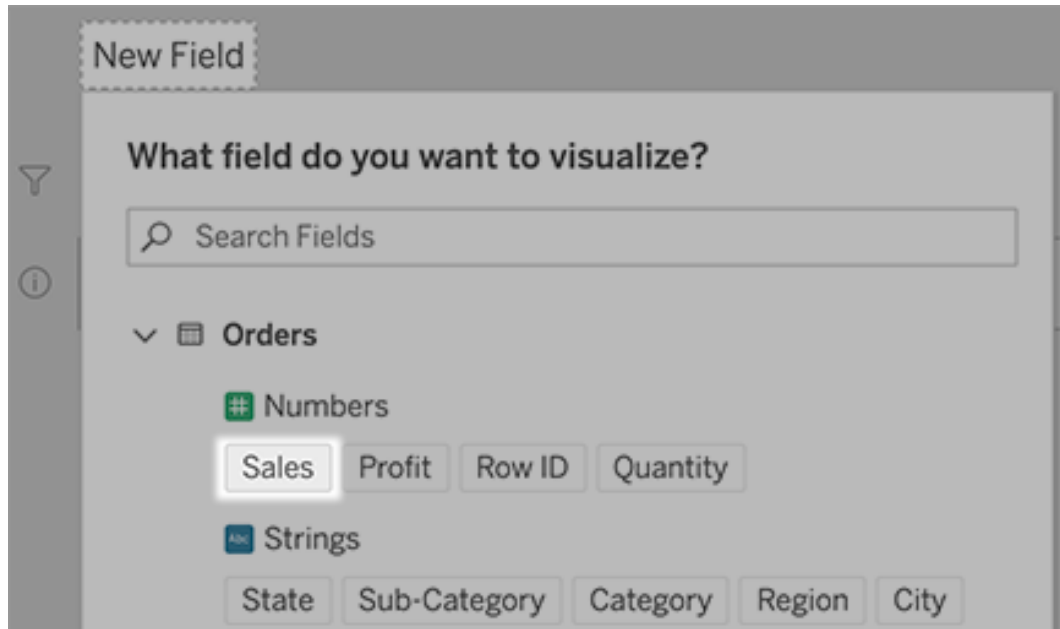 New Field
What field do you want to visualize?
Search Fields
Orders
Numbers
Sales Profit Row ID Quantity
Abc Strings
State Sub-Category Category Region City